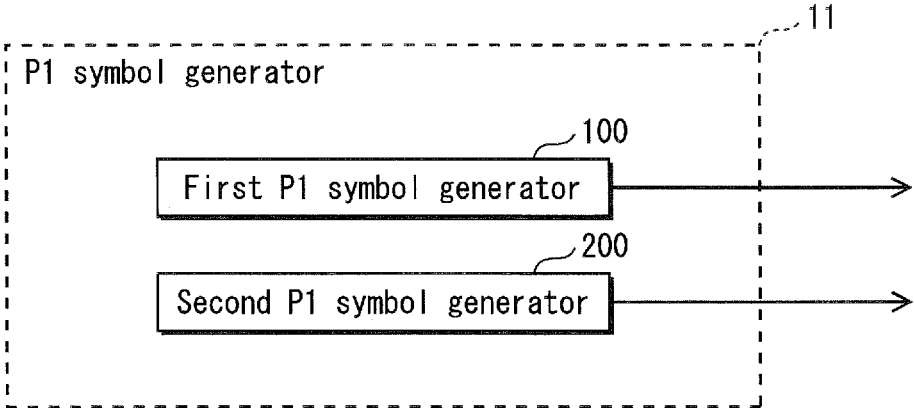 11
P1 symbol generator
100
First P1 symbol generator
200
Second P1 symbol generator